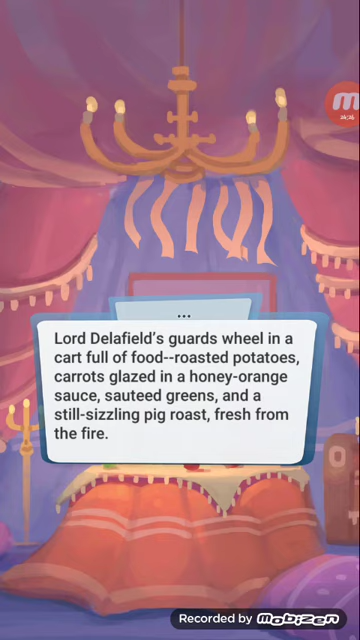 m
...
Lord Delafield's guards wheel in a
cart full of food--roasted potatoes,
carrots glazed in a honey-orange
sauce, sauteed greens, and a
still-sizzling pig roast, fresh from
the fire.
Recorded by Mobizen